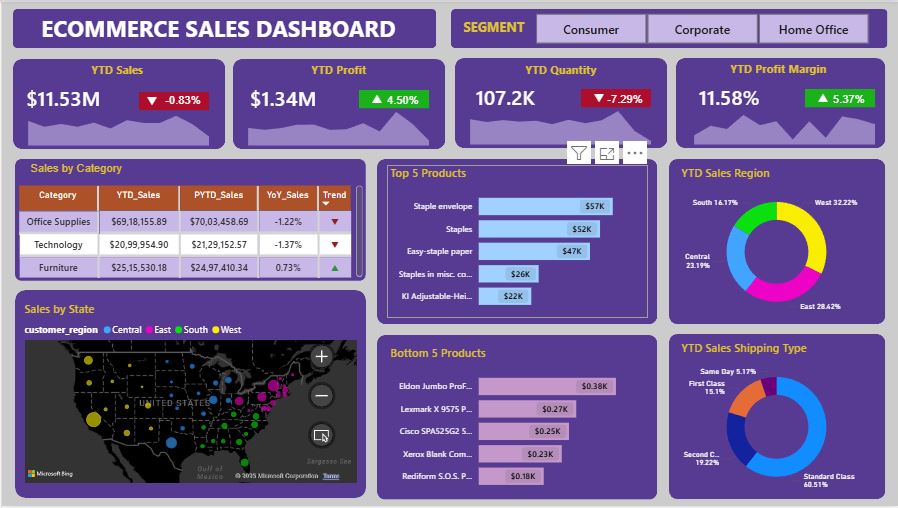 ECOMMERCE SALES DASHBOARD
SEGMENT
Consumer
Corporate
Home Office
YTD Sales
$11.53M
-0.83%
YTD Profit
$1.34M
4.50%
YTD Quantity
107.2K
-7.29%
YTD Profit Margin
11.58%
5.37%
Sales by Category
Category YTD_Sales PYTD_Sales YoY_Sales Trend
Office Supplies $69,18,155.89 $70,03,458.69 -1.22%
Technology $20,99,954.90 $21,29,152.57 -1.37%
Furniture $25,15,530.18 $24,97,410.34 0.73%
Top 5 Products
Staple envelope $57K
Staples $52K
Easy-staple paper $47K
Staples in misc. co... $26K
KI Adjustable-Hei... $22K
YTD Sales Region
South 16.17%
West 32.22%
Central
23.19%
East 28.42%
Sales by State
customer_region Central East South West
UNITED STATES
Gulf of
Mexico
Sargasso Sea
Microsoft Bing
© 2025 Microsoft Corporation Terms
Bottom 5 Products
Eldon Jumbo ProF... $0.38K
Lexmark X 9575 P... $0.27K
Cisco SPA525G2 5... $0.25K
Xerox Blank Com... $0.23K
Rediform S.O.S. P... $0.18K
YTD Sales Shipping Type
Same Day 5.17%
First Class
15.1%
Second C...
19.22%
Standard Class
60.51%